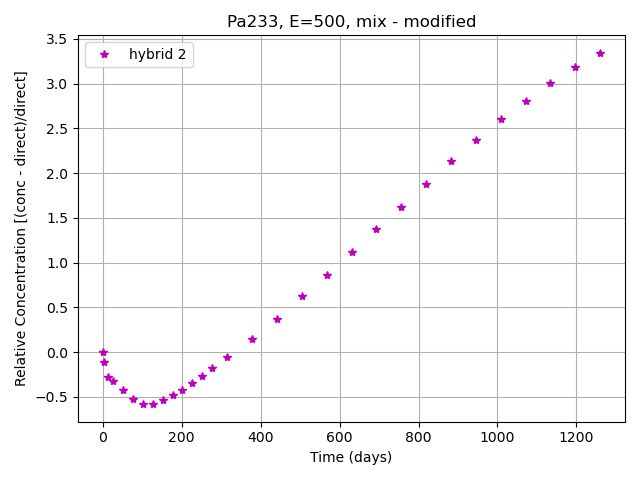 Pa233, E=500, mix - modified
hybrid 2
Relative Concentration [(conc - direct)/direct]
3.5
3.0
2.5
2.0
1.5
1.0
0.5
0.0
−0.5
0 200 400 600 800 1000 1200
Time (days)